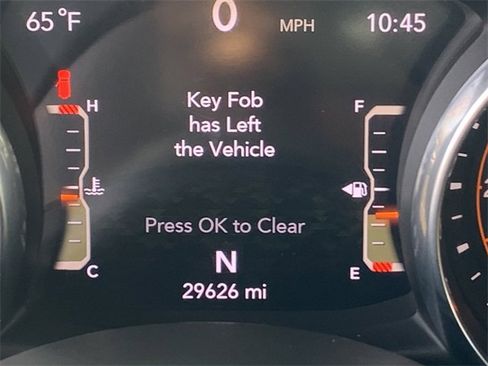 65°F 0 MPH 10:45
H F
Key Fob
has Left
the Vehicle
Press OK to Clear
C N E
29626 mi